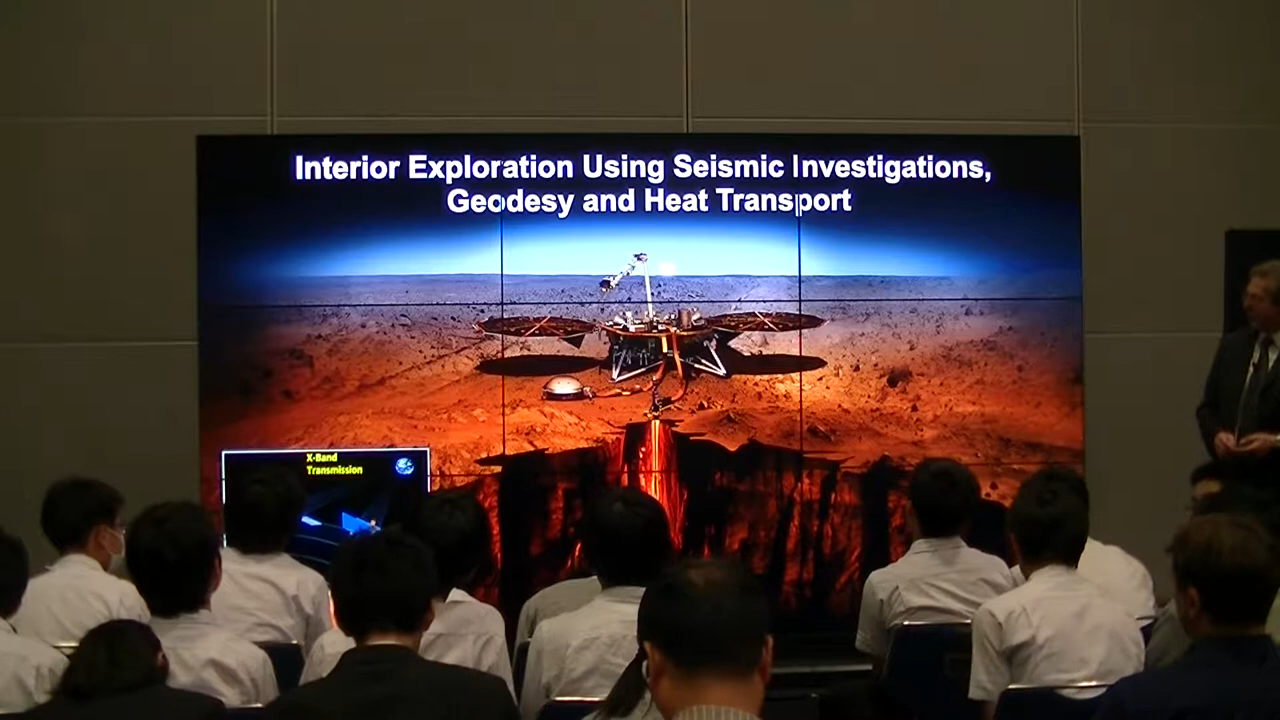 Interior Exploration Using Seismic Investigations,
Geodesy and Heat Transport
X-Band
Transmission